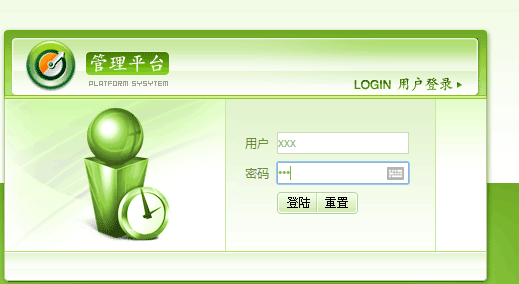 管理平台
PLATFORM SYSYTEM
LOGIN 用户登录
用户 xxx
密码 •••
登陆 重置